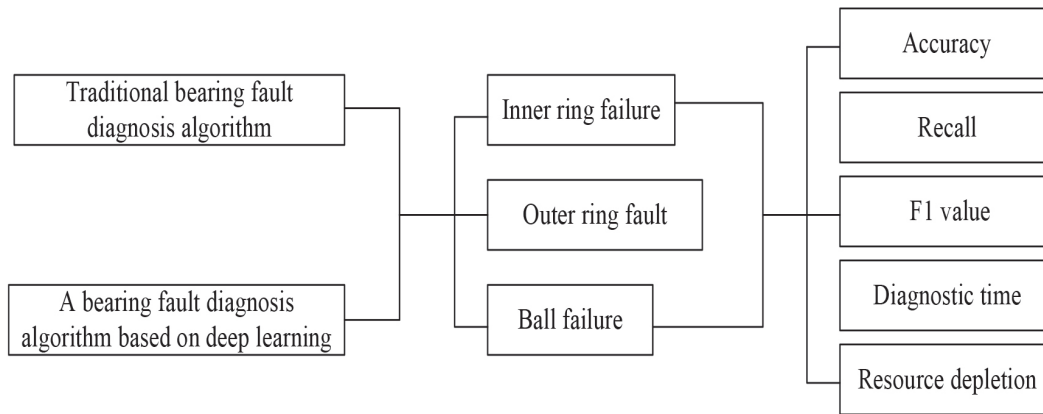 Traditional bearing fault
diagnosis algorithm
A bearing fault diagnosis
algorithm based on deep learning
Inner ring failure
Outer ring fault
Ball failure
Accuracy
Recall
F1 value
Diagnostic time
Resource depletion